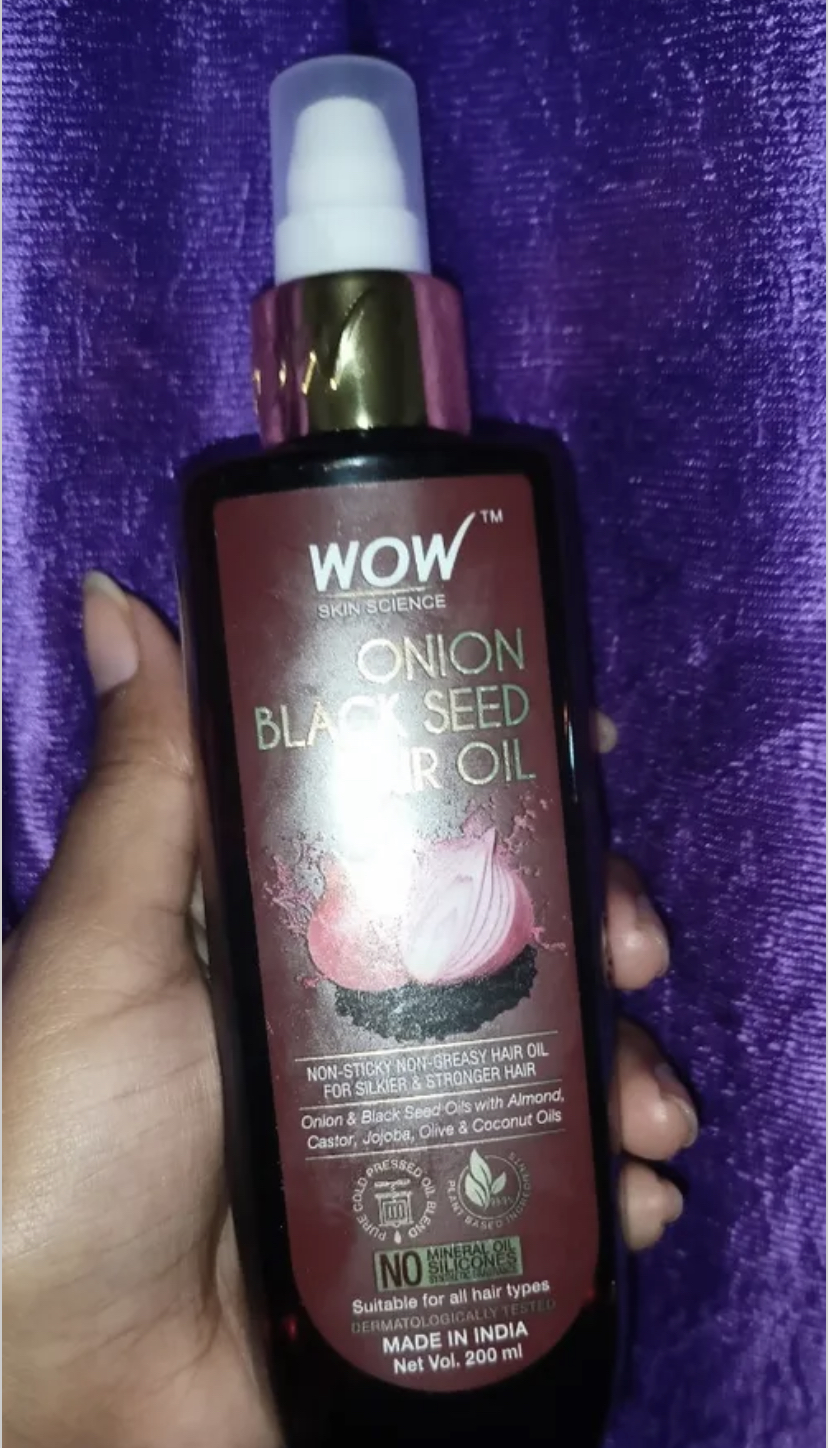 WOW ™
SKIN SCIENCE
ONION
BLACK SEED
OIL
NON-STICKY NON-GREASY HAIR OIL
FOR SILKIER & STRONGER HAIR
Onion & Black Seed Oils with Almond,
Castor, Jojoba, Olive & Coconut Oils
PURE COLD PRESSED OIL BLEND
PLANT BASED INGREDIENTS
NO MINERAL OIL
SILICONES
Suitable for all hair types
DERMATOLOGICALLY TESTED
MADE IN INDIA
Net Vol. 200 ml